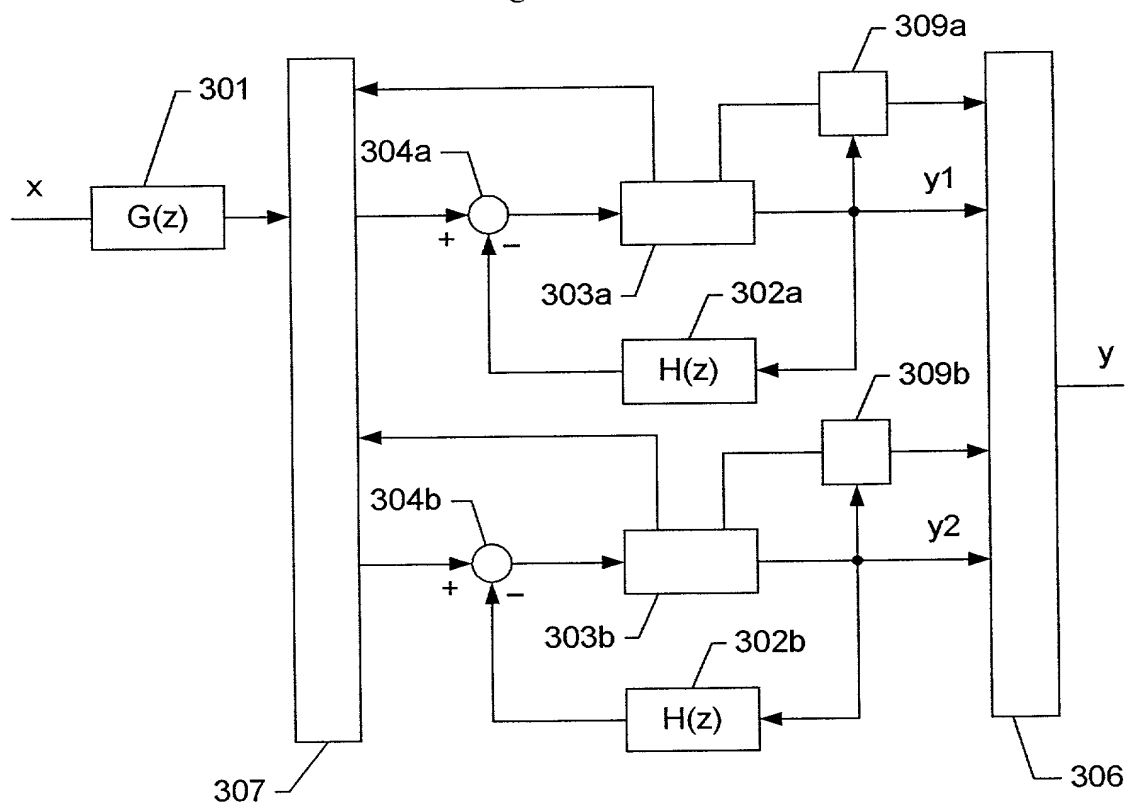 309a
301
304a
x
y1
G(z)
+
−
303a
302a
H(z)
y
309b
304b
y2
+
−
303b
302b
H(z)
307
306